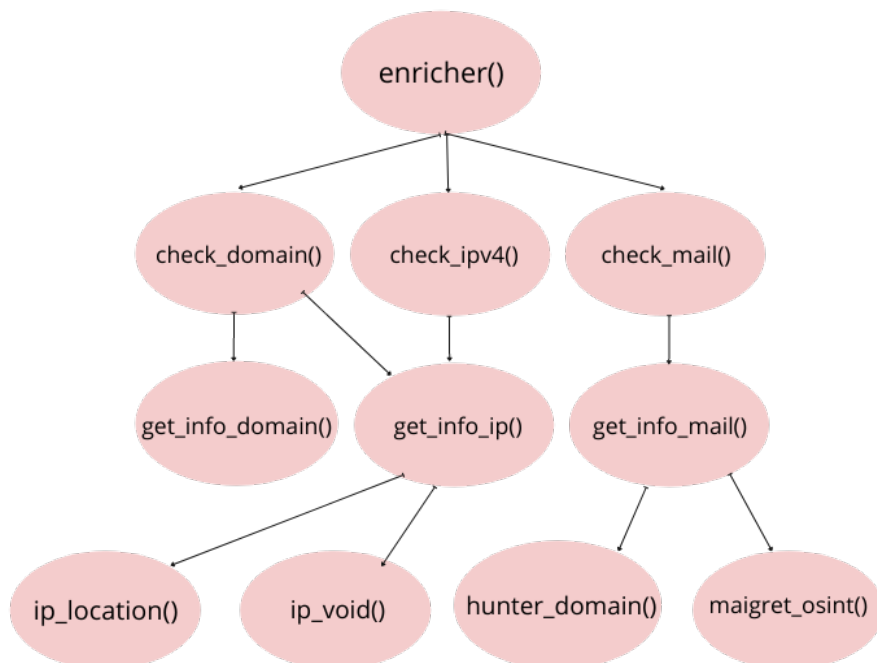 enricher()
check_domain()
check_ipv4()
check_mail()
get_info_domain()
get_info_ip()
get_info_mail()
ip_location()
ip_void()
hunter_domain()
maigret_osint()